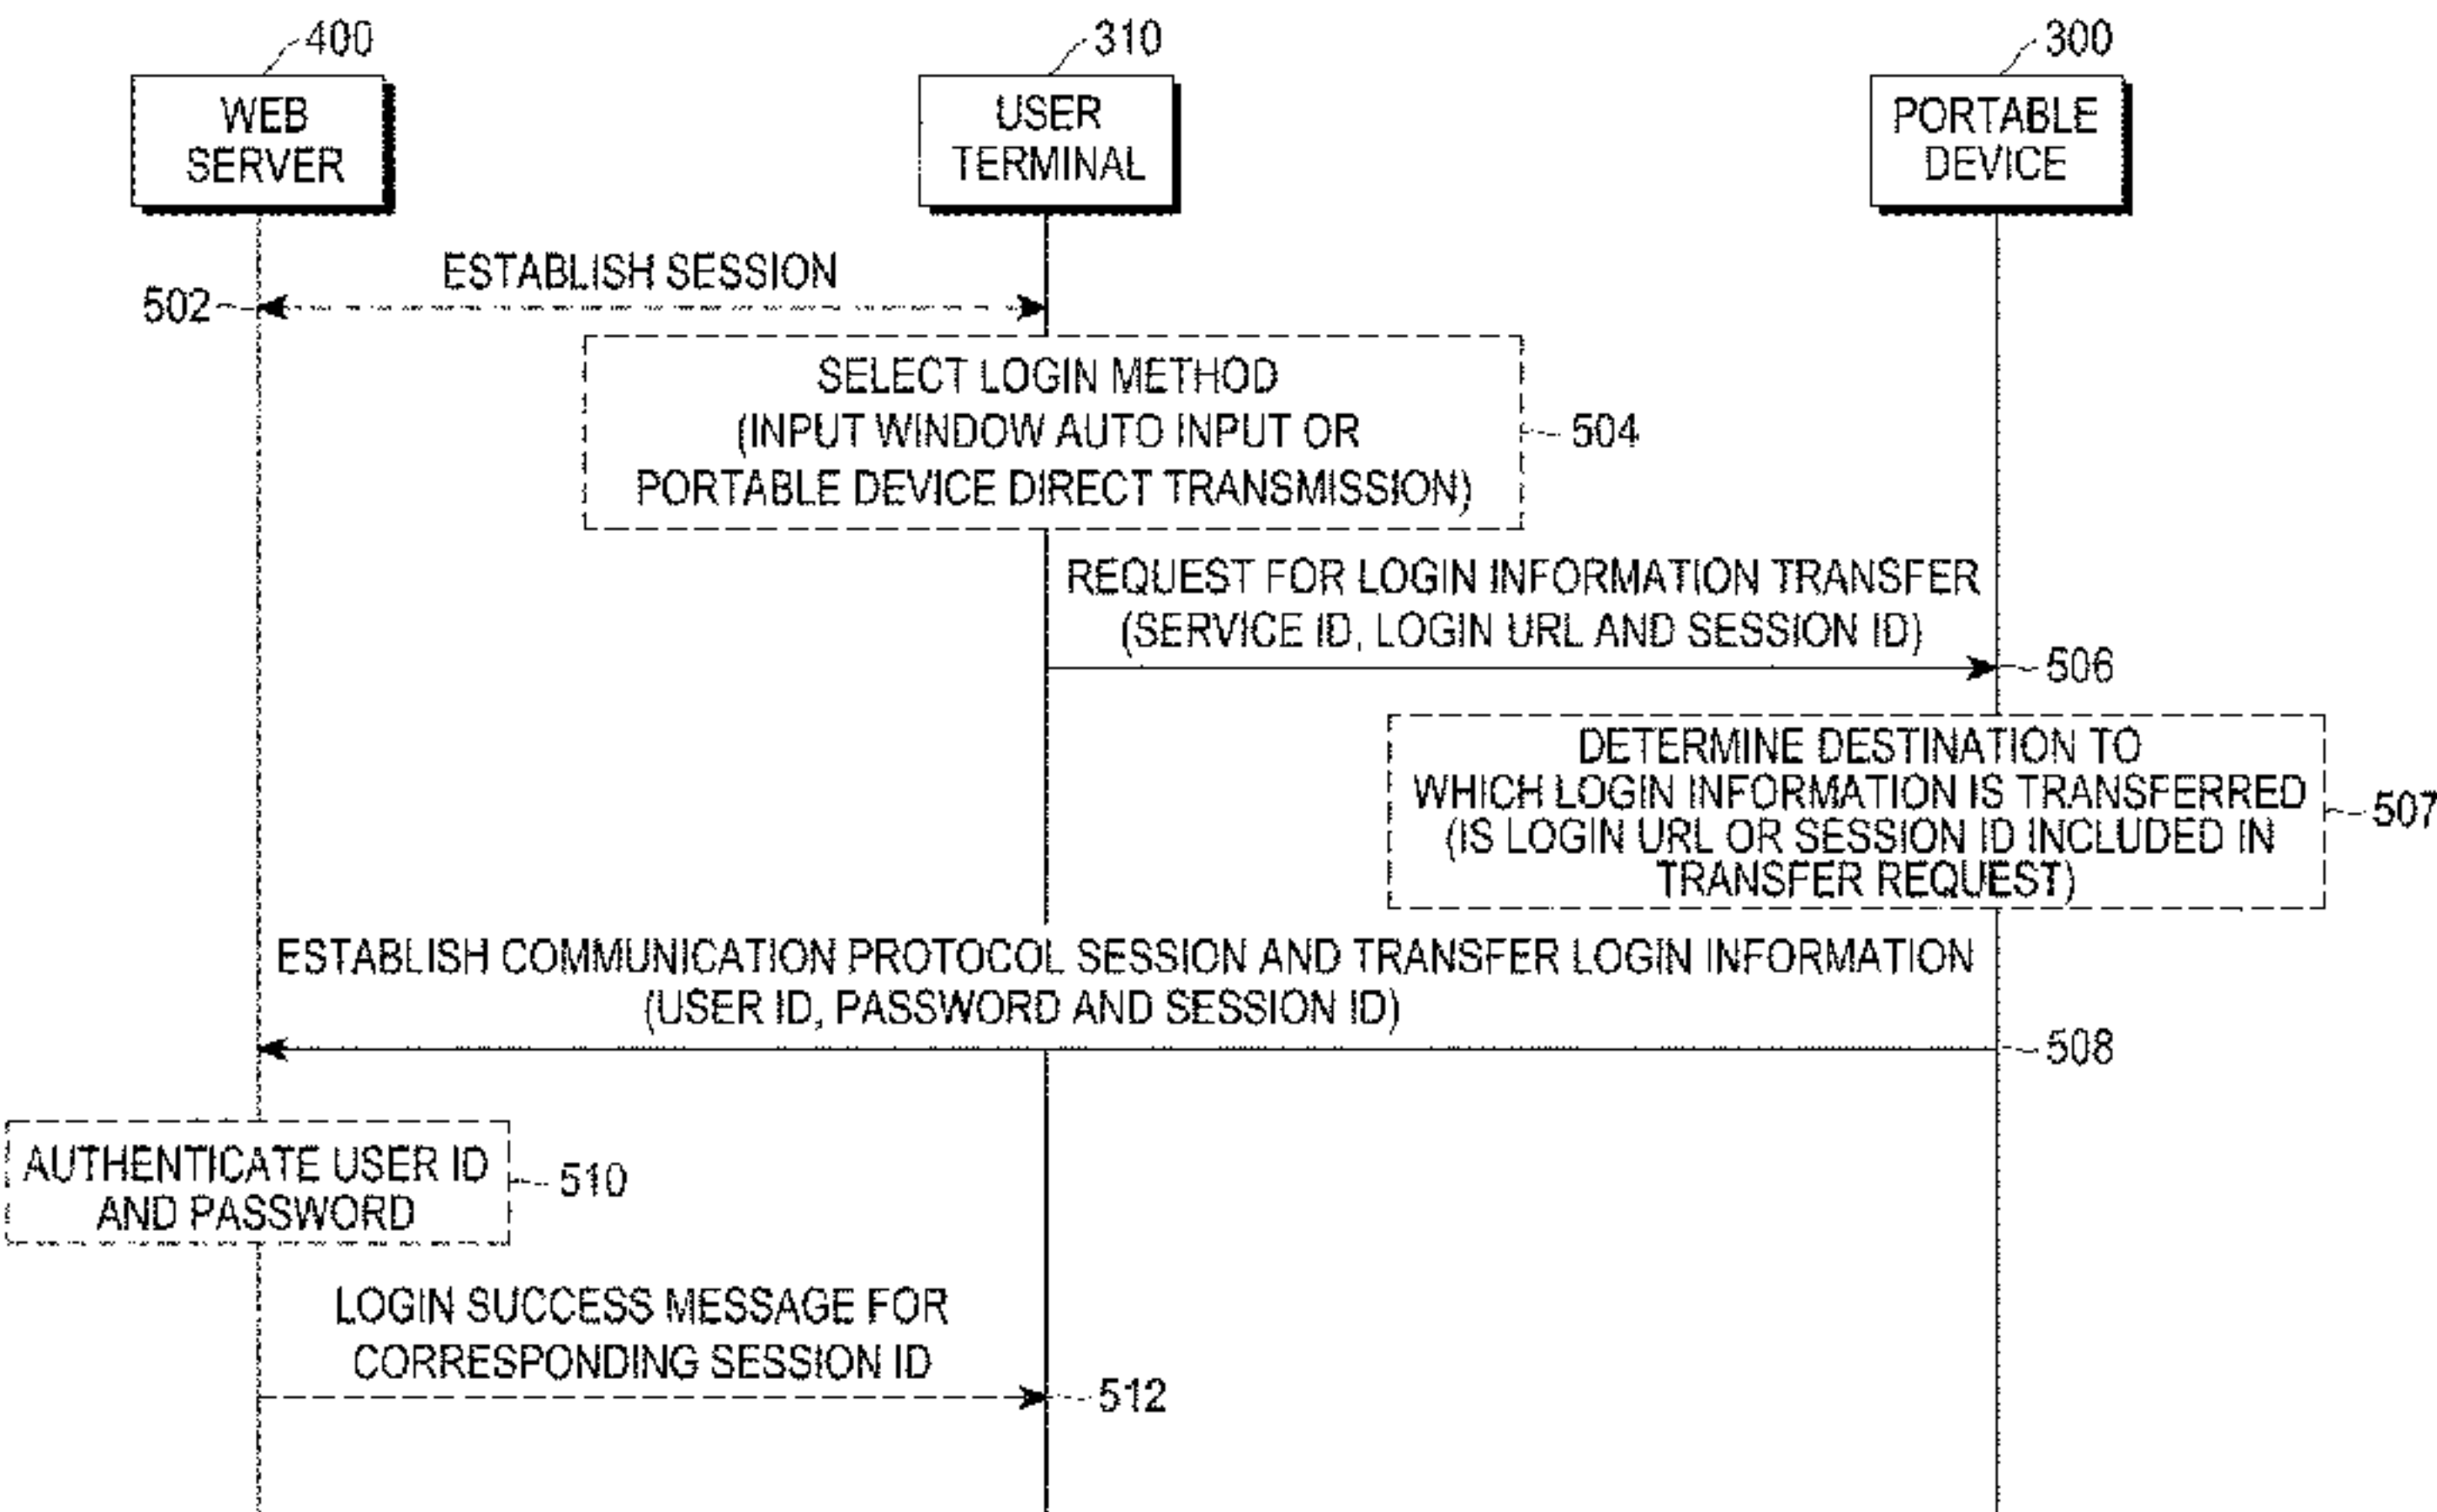 400
310
300
WEB
SERVER
USER
TERMINAL
PORTABLE
DEVICE
ESTABLISH SESSION
502
SELECT LOGIN METHOD
(INPUT WINDOW AUTO INPUT OR
PORTABLE DEVICE DIRECT TRANSMISSION)
504
REQUEST FOR LOGIN INFORMATION TRANSFER
(SERVICE ID, LOGIN URL AND SESSION ID)
506
DETERMINE DESTINATION TO
WHICH LOGIN INFORMATION IS TRANSFERRED
(IS LOGIN URL OR SESSION ID INCLUDED IN
TRANSFER REQUEST)
507
ESTABLISH COMMUNICATION PROTOCOL SESSION AND TRANSFER LOGIN INFORMATION
(USER ID, PASSWORD AND SESSION ID)
508
AUTHENTICATE USER ID
AND PASSWORD
510
LOGIN SUCCESS MESSAGE FOR
CORRESPONDING SESSION ID
512